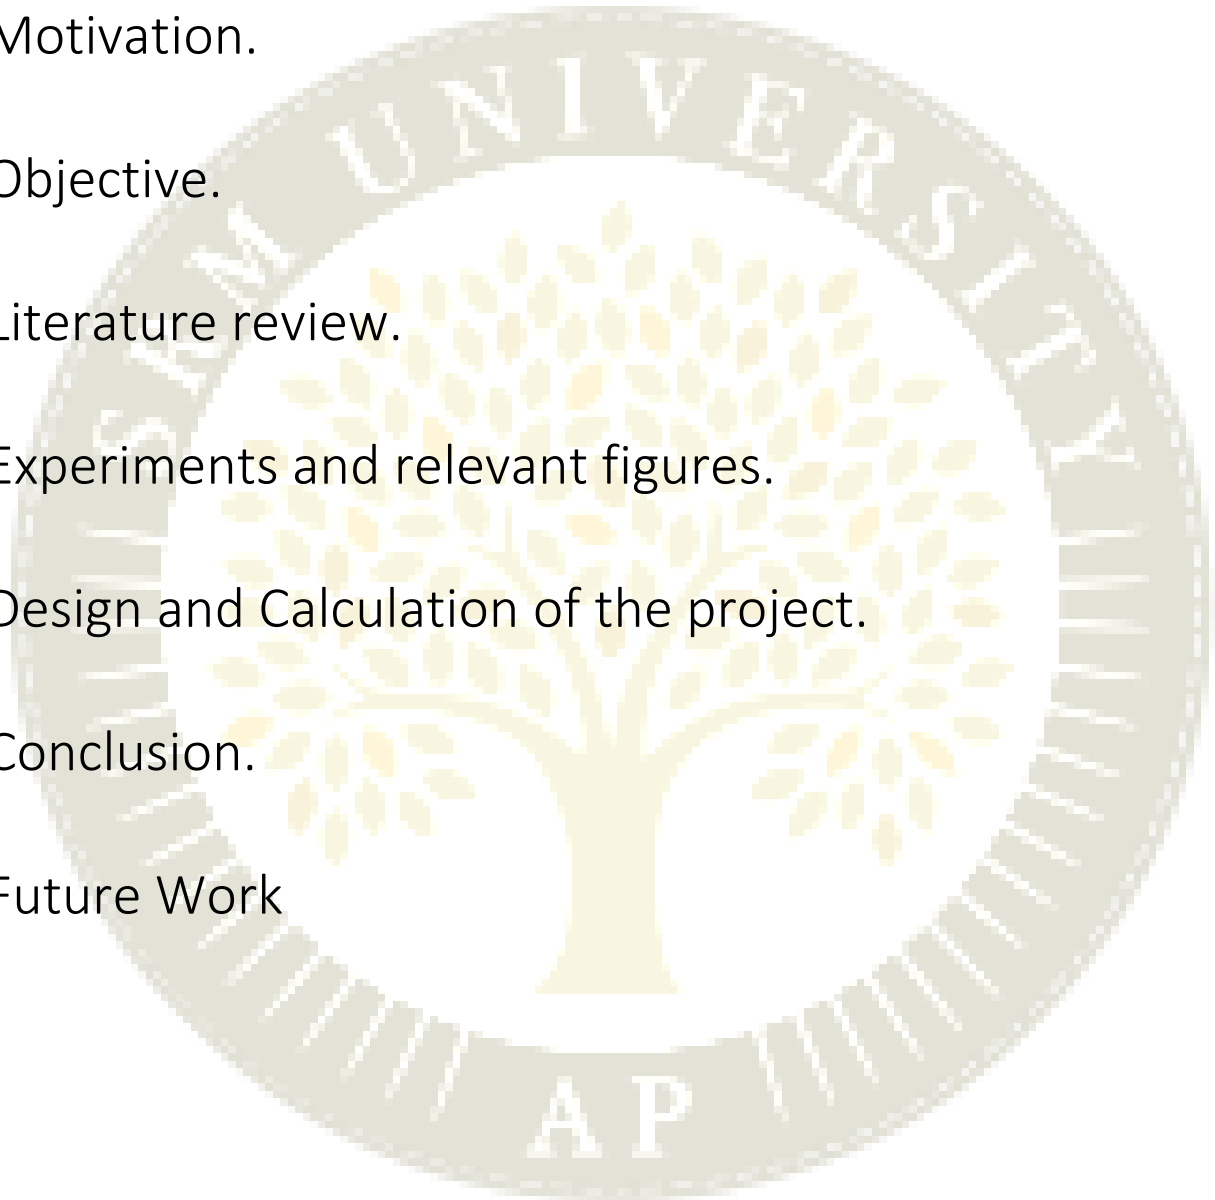 Motivation.
Objective.
Literature review.
Experiments and relevant figures.
Design and Calculation of the project.
Conclusion.
Future Work
SRM UNIVERSITY
AP